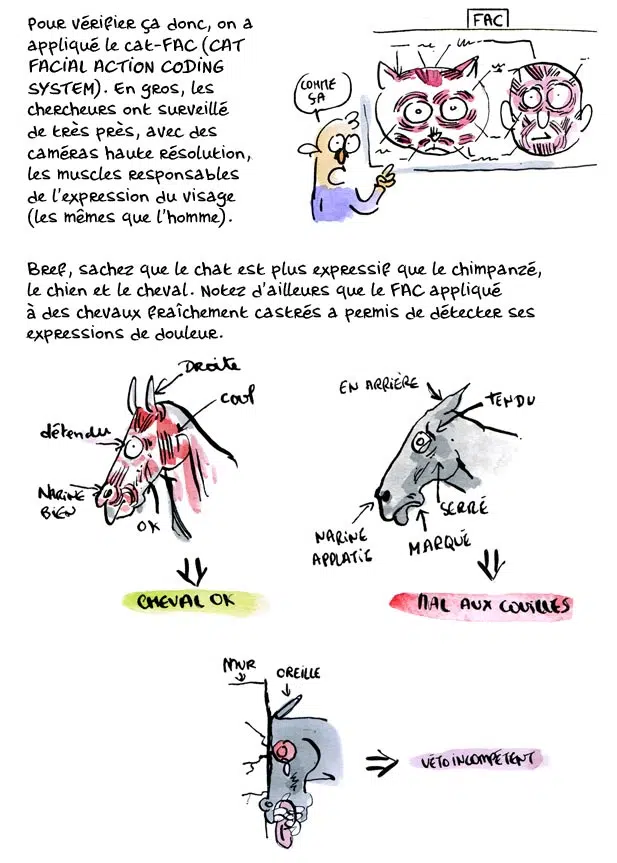 Pour vérifier ça donc, on a
appliqué le cat-FAC (CAT
FACIAL ACTION CODING
SYSTEM). En gros, les
chercheurs ont surveillé
de très près, avec des
caméras haute résolution,
les muscles responsables
de l'expression du visage
(les mêmes que l'homme).
FAC
COMME
ÇA
Bref, sachez que le chat est plus expressif que le chimpanzé,
le chien et le cheval. Notez d'ailleurs que le FAC appliqué
à des chevaux fraîchement castrés a permis de détecter ses
expressions de douleur.
DROITE
COOL
détendu
NARINE
BIEN
OK
CHEVAL OK
EN ARRIÈRE
TENDU
SERRÉ
MARQUÉ
NARINE
APPLATIE
MAL AUX COUILLES
MUR
OREILLE
VÉTO INCOMPÉTENT